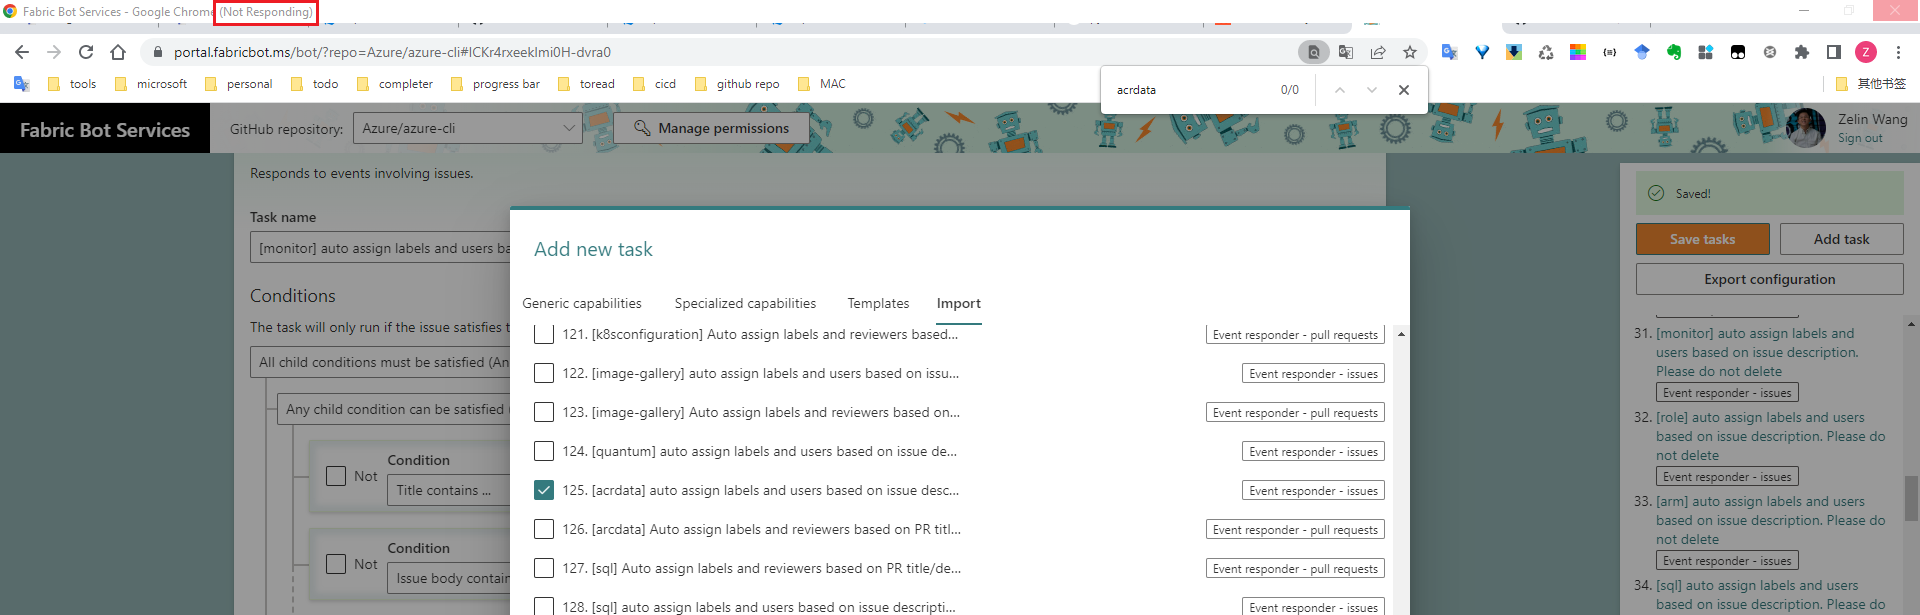 Fabric Bot Services - Google Chrome (Not Responding)
portal.fabricbot.ms/bot/?repo=Azure/azure-cli#ICKr4rxeekImi0H-dvra0
Z
tools
microsoft
personal
todo
completer
progress bar
toread
cicd
github repo
MAC
其他书签
acrdata
0/0
Fabric Bot Services
GitHub repository:
Azure/azure-cli
Manage permissions
Zelin Wang
Sign out
Responds to events involving issues.
Task name
[monitor] auto assign labels and users ba
Conditions
The task will only run if the issue satisfies t
All child conditions must be satisfied (An
Any child condition can be satisfied
Not
Condition
Title contains ...
Not
Condition
Issue body contain
Add new task
Generic capabilities
Specialized capabilities
Templates
Import
121. [k8sconfiguration] Auto assign labels and reviewers based...
Event responder - pull requests
122. [image-gallery] auto assign labels and users based on issu...
Event responder - issues
123. [image-gallery] Auto assign labels and reviewers based on...
Event responder - pull requests
124. [quantum] auto assign labels and users based on issue de...
Event responder - issues
125. [acrdata] auto assign labels and users based on issue desc...
Event responder - issues
126. [arcdata] Auto assign labels and reviewers based on PR titl...
Event responder - pull requests
127. [sql] Auto assign labels and reviewers based on PR title/de...
Event responder - pull requests
128. [sql] auto assign labels and users based on issue descripti...
Event responder - issues
Saved!
Save tasks
Add task
Export configuration
31. [monitor] auto assign labels and
users based on issue description.
Please do not delete
Event responder - issues
32. [role] auto assign labels and users
based on issue description. Please do
not delete
Event responder - issues
33. [arm] auto assign labels and users
based on issue description. Please do
not delete
Event responder - issues
34. [sql] auto assign labels and users
based on issue description. Please do